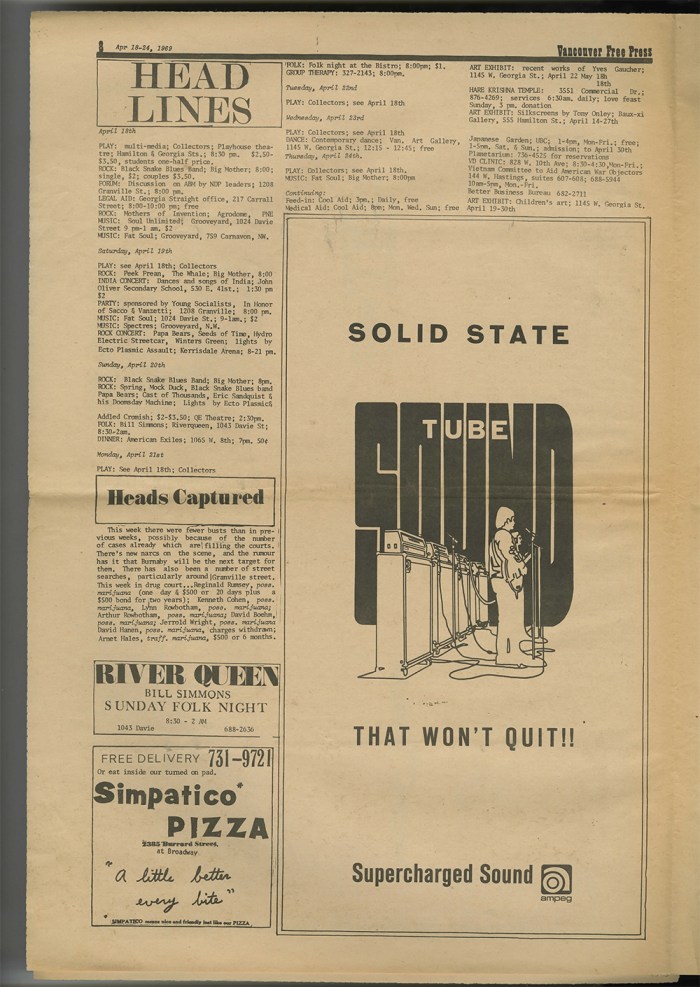 8 Apr 18-24, 1969
Vancouver Free Press
HEAD
LINES
April 18th
PLAY: multi-media; Collectors; Playhouse thea-
tre; Hamilton & Georgia Sts.; 8:30 pm. $2.50-
$3.50, students one-half price.
ROCK: Black Snake Blues Band; Big Mother; 8:00;
single, $2; couples $3.50.
FORUM: Discussion on ABM by NDP leaders; 1208
Granville St.; 8:00 pm.
LEGAL AID: Georgia Straight office, 217 Carrall
Street; 8:00-10:00 pm; free
ROCK: Mothers of Invention; Agrodome, PNE
MUSIC: Soul Unlimited; Grooveyard, 1024 Davie
Street 9 pm-1 am. $2
MUSIC: Fat Soul; Grooveyard, 759 Carnavon, NW.
Saturday, April 19th
PLAY: see April 18th; Collectors
ROCK: Peek Frean, The Whale; Big Mother, 8:00
INDIA CONCERT: Dances and songs of India; John
Oliver Secondary School, 530 E. 41st.; 1:30 pm
$2
PARTY: sponsored by Young Socialists, In Honor
of Sacco & Vanzetti; 1208 Granville; 8:00 pm.
MUSIC: Fat Soul; 1024 Davie St.; 9-1am.; $2
MUSIC: Spectres; Grooveyard, N.W.
ROCK CONCERT: Papa Bears, Seeds of Time, Hydro
Electric Streetcar, Winters Green; lights by
Ecto Plasmic Assault; Kerrisdale Arena; 8-21 pm.
Sunday, April 20th
ROCK: Black Snake Blues Band; Big Mother; 8pm.
ROCK: Spring, Mock Duck, Black Snake Blues band
Papa Bears; Cast of Thousands, Eric Sandquist &
his Doomsday Machine; Lights by Ecto Plasmic&
Addled Cromish; $2-$3.50; QE Theatre; 2:30pm.
FOLK: Bill Simmons; Riverqueen, 1043 Davie St;
8:30-2am.
DINNER: American Exiles; 1065 W. 8th; 7pm. 50¢
Monday, April 21st
PLAY: See April 18th; Collectors
Heads Captured
This week there were fewer busts than in pre-
vious weeks, possibly because of the number
of cases already which are filling the courts.
There's new narcs on the scene, and the rumour
has it that Burnaby will be the next target for
them. There has also been a number of street
searches, particularly around Granville street.
This week in drug court...Reginald Rumsey, poss.
marijuana (one day & $500 or 20 days plus a
$500 bond for two years); Kenneth Cohen, poss.
marijuana, Lynn Rowbotham, poss. marijuana;
Arthur Rowbotham, poss. marijuana; David Boehm,
poss. marijuana; Jerrold Wright, poss. marijuana
David Hanen, poss. marijuana, charges withdrawn;
Arnet Hales, traff. marijuana, $500 or 6 months.
RIVER QUEEN
BILL SIMMONS
SUNDAY FOLK NIGHT
8:30 - 2 AM
1043 Davie 688-2636
FREE DELIVERY 731-9721
Or eat inside our turned on pad.
Simpatico*
PIZZA
2385 Burrard Street,
at Broadway.
"a little better
every bite"
*SIMPATICO means nice and friendly just like our PIZZA
FOLK: Folk night at the Bistro; 8:00pm; $1.
GROUP THERAPY: 327-2143; 8:00pm.
Tuesday, April 22nd
PLAY: Collectors; see April 18th
Wednesday, April 23rd
PLAY: Collectors; see April 18th
DANCE: Contemporary dance; Van. Art Gallery,
1145 W. Georgia St.; 12:15 - 12:45; free
Thursday, April 24th.
PLAY: Collectors; see April 18th.
MUSIC: Fat Soul; Big Mother; 8:00pm
Continuing:
Feed-in: Cool Aid; 3pm.; Daily, free
Medical Aid: Cool Aid; 8pm; Mon. Wed, Sun; free
ART EXHIBIT: recent works of Yves Gaucher;
1145 W. Georgia St.; April 22 May 18h
18th
HARE KRISHNA TEMPLE: 3551 Commercial Dr.;
876-4269; services 6:30am, daily; love feast
Sunday, 3 pm. donation
ART EXHIBIT: Silkscreens by Tony Onley; Baux-xi
Gallery, 555 Hamilton St.; April 14-27th
Japanese Garden; UBC; 1-4pm, Mon-Fri.; free;
1-5pm, Sat. & Sun.; admission; to April 30th
Planetarium: 736-4525 for reservations
VD CLINIC: 828 W. 10th Ave; 8:30-4:30, Mon-Fri.;
Vietnam Committee to Aid American War Objectors
144 W. Hastings, suites 607-608; 688-5044
10am-5pm, Mon.-Fri.
Better Business Bureau 682-2711
ART EXHIBIT: Children's art; 1145 W. Georgia St.
April 19-30th
SOLID STATE
TUBE
SOUND
THAT WON'T QUIT!!
Supercharged Sound
ampeg